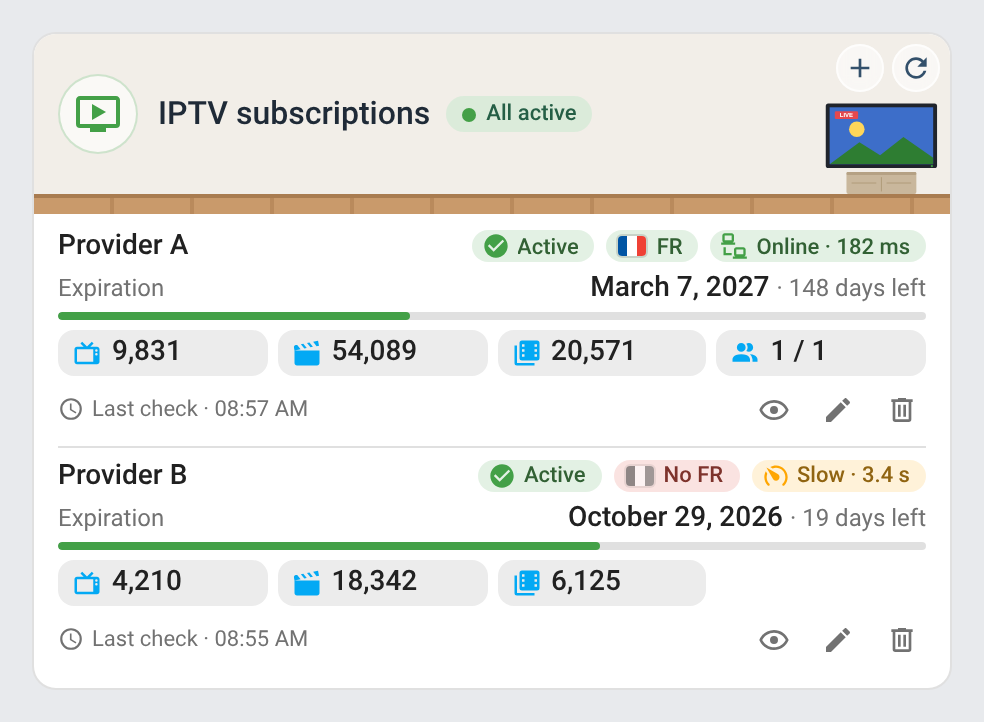 IPTV subscriptions
All active
LIVE
Provider A
Active
FR
Online · 182 ms
Expiration
March 7, 2027 · 148 days left
9,831
54,089
20,571
1 / 1
Last check · 08:57 AM
Provider B
Active
No FR
Slow · 3.4 s
Expiration
October 29, 2026 · 19 days left
4,210
18,342
6,125
Last check · 08:55 AM